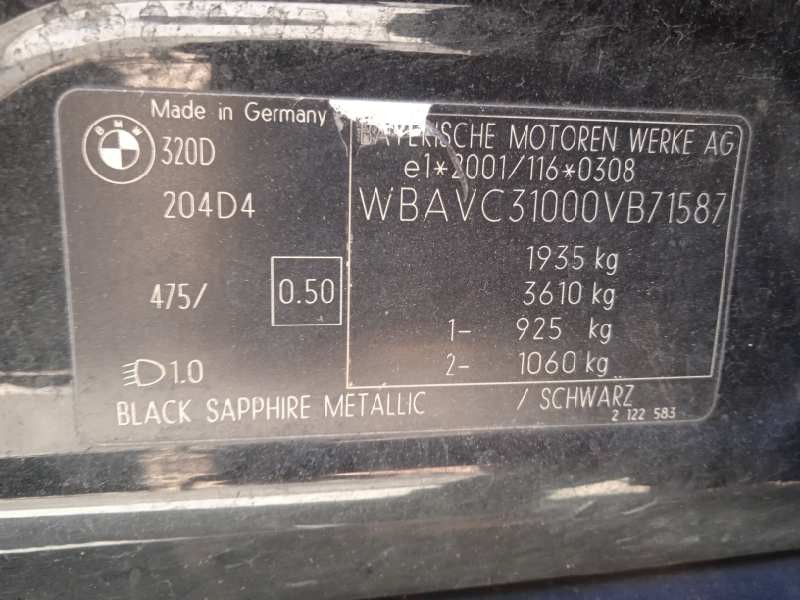 Made in Germany
BMW
320D
204D4
475/
0.50
1.0
BAYERISCHE MOTOREN WERKE AG
e1*2001/116*0308
WBAVC31000VB71587
1935 kg
3610 kg
1- 925 kg
2- 1060 kg
BLACK SAPPHIRE METALLIC / SCHWARZ
2 122 583